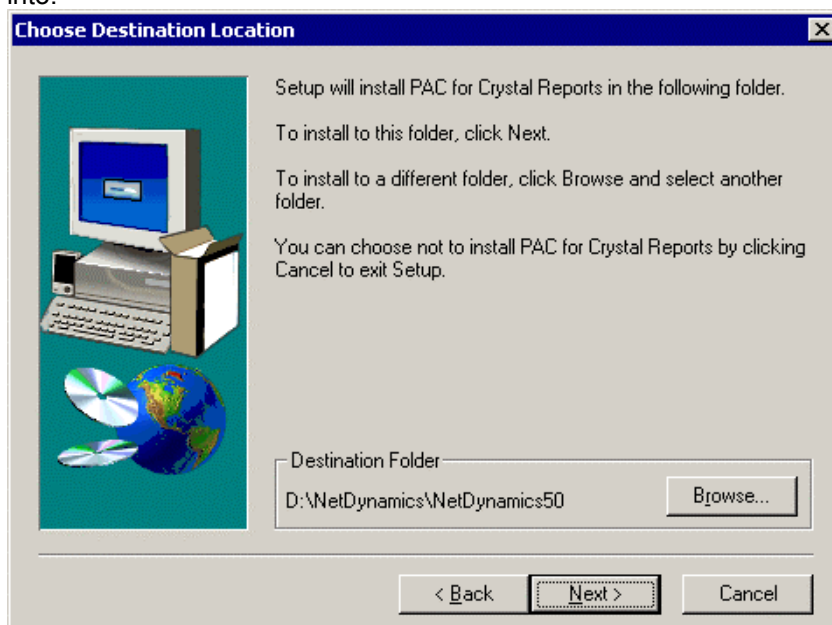 into.
Choose Destination Location
Setup will install PAC for Crystal Reports in the following folder.
To install to this folder, click Next.
To install to a different folder, click Browse and select another
folder.
You can choose not to install PAC for Crystal Reports by clicking
Cancel to exit Setup.
Destination Folder
D:\NetDynamics\NetDynamics50
Browse...
< Back
Next >
Cancel